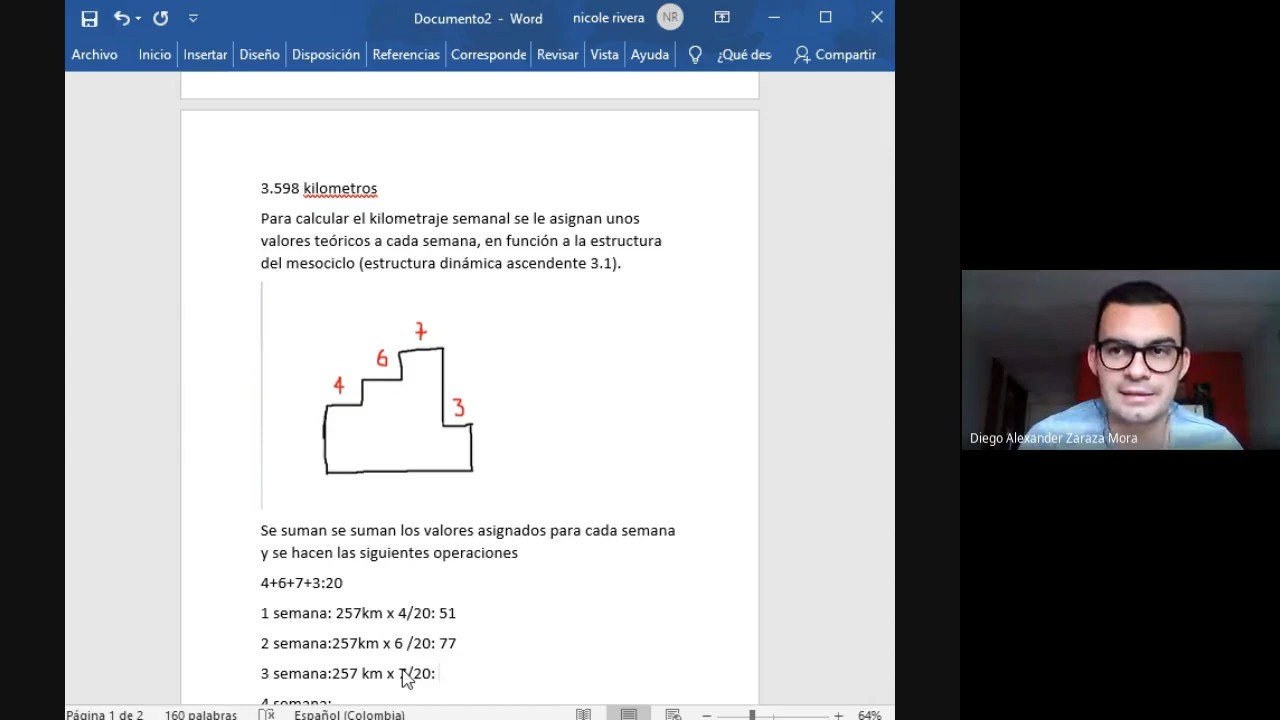 Documento2 - Word
nicole rivera
NR
Archivo Inicio Insertar Diseño Disposición Referencias Corresponde Revisar Vista Ayuda ¿Qué des Compartir
3.598 kilometros
Para calcular el kilometraje semanal se le asignan unos
valores teóricos a cada semana, en función a la estructura
del mesociclo (estructura dinámica ascendente 3.1).
7
6
4
3
Se suman se suman los valores asignados para cada semana
y se hacen las siguientes operaciones
4+6+7+3:20
1 semana: 257km x 4/20: 51
2 semana:257km x 6 /20: 77
3 semana:257 km x 7/20:
4 semana:
Página 1 de 2 160 palabras Español (Colombia) 64%
Diego Alexander Zaraza Mora